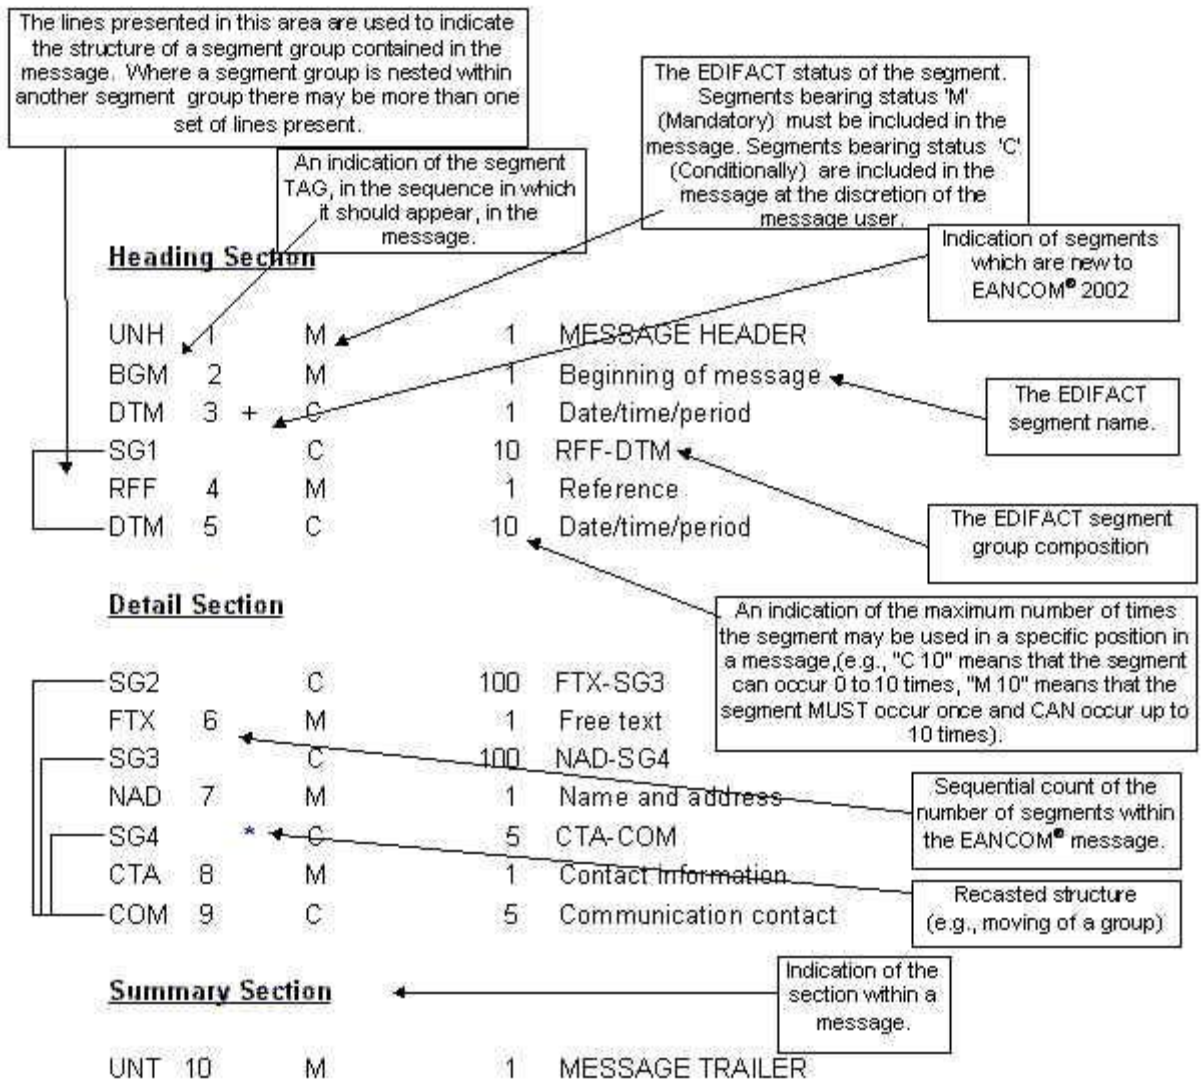 The lines presented in this area are used to indicate
the structure of a segment group contained in the
message. Where a segment group is nested within
another segment group there may be more than one
set of lines present.
The EDIFACT status of the segment.
Segments bearing status 'M'
(Mandatory) must be included in the
message. Segments bearing status 'C'
(Conditionally) are included in the
message at the discretion of the
message user.
An indication of the segment
TAG, in the sequence in which
it should appear, in the
message.
Indication of segments
which are new to
EANCOM® 2002
Heading Section
UNH 1 M 1 MESSAGE HEADER
BGM 2 M 1 Beginning of message
DTM 3 + C 1 Date/time/period
SG1 C 10 RFF-DTM
RFF 4 M 1 Reference
DTM 5 C 10 Date/time/period
The EDIFACT
segment name.
The EDIFACT segment
group composition
Detail Section
An indication of the maximum number of times
the segment may be used in a specific position in
a message,(e.g., "C 10" means that the segment
can occur 0 to 10 times, "M 10" means that the
segment MUST occur once and CAN occur up to
10 times).
SG2 C 100 FTX-SG3
FTX 6 M 1 Free text
SG3 C 100 NAD-SG4
NAD 7 M 1 Name and address
SG4 * C 5 CTA-COM
CTA 8 M 1 Contact Information
COM 9 C 5 Communication contact
Sequential count of the
number of segments within
the EANCOM® message.
Recasted structure
(e.g., moving of a group)
Summary Section
Indication of the
section within a
message.
UNT 10 M 1 MESSAGE TRAILER